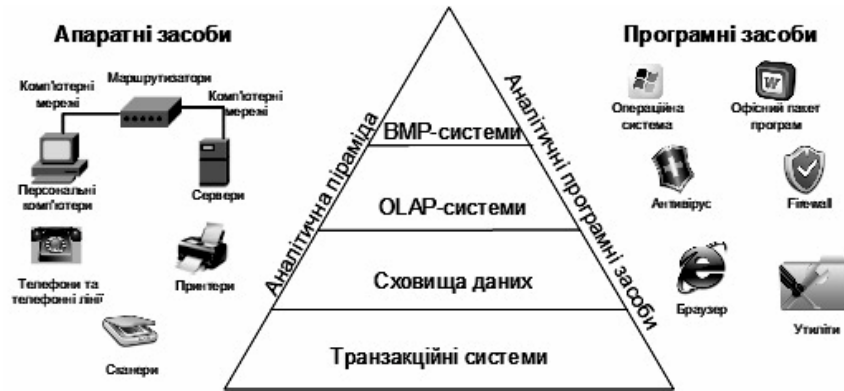 Апаратні засоби
Комп'ютерні
мережі
Маршрутизатори
Комп'ютерні
мережі
Персональні
комп'ютери
Сервери
Телефони та
телефонні лінії
Принтери
Сканери
Аналітична піраміда
BMP-системи
OLAP-системи
Сховища даних
Транзакційні системи
Аналітичні програмні засоби
Програмні засоби
Операційна
система
W
Офісний пакет
програм
Антивірус
Firewall
Браузер
Утиліти